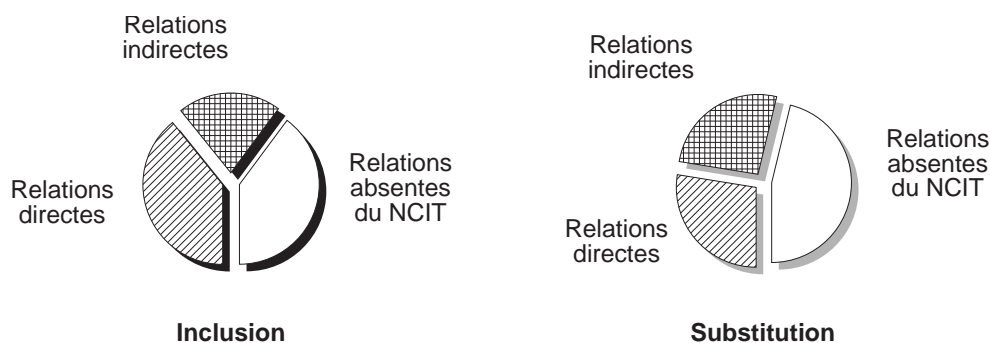 Relations
indirectes
Relations
directes
Relations
absentes
du NCIT
Inclusion
Relations
indirectes
Relations
directes
Relations
absentes
du NCIT
Substitution